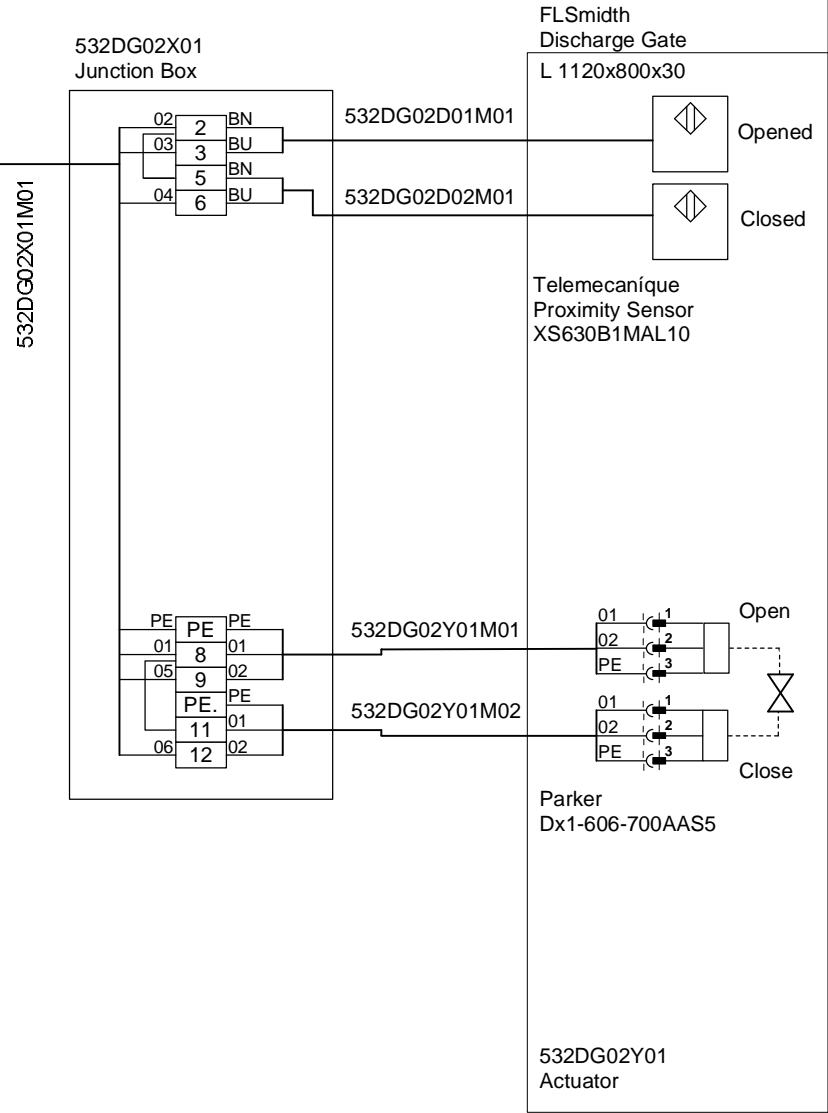 FLSmidth
Discharge Gate
532DG02X01
Junction Box
L 1120x800x30
02 2 BN
03 3 BU
5 BN
04 6 BU
532DG02D01M01
Opened
532DG02D02M01
Closed
532DG02X01M01
Telemecaníque
Proximity Sensor
XS630B1MAL10
PE PE PE
01 8 01
05 9 02
PE. PE
11 01
06 12 02
532DG02Y01M01
01 1
02 2
PE 3
Open
532DG02Y01M02
01 1
02 2
PE 3
Close
Parker
Dx1-606-700AAS5
532DG02Y01
Actuator